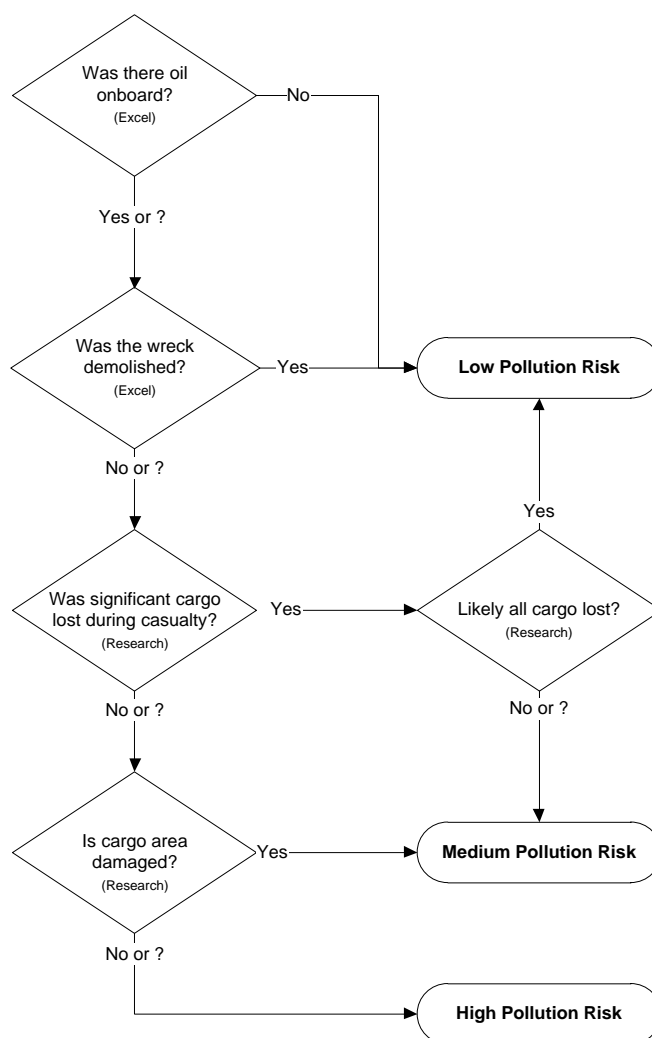 Was there oil
onboard?
(Excel)
No
Yes or ?
Was the wreck
demolished?
(Excel)
Yes
Low Pollution Risk
No or ?
Yes
Was significant cargo
lost during casualty?
(Research)
Yes
Likely all cargo lost?
(Research)
No or ?
No or ?
Is cargo area
damaged?
(Research)
Yes
Medium Pollution Risk
No or ?
High Pollution Risk